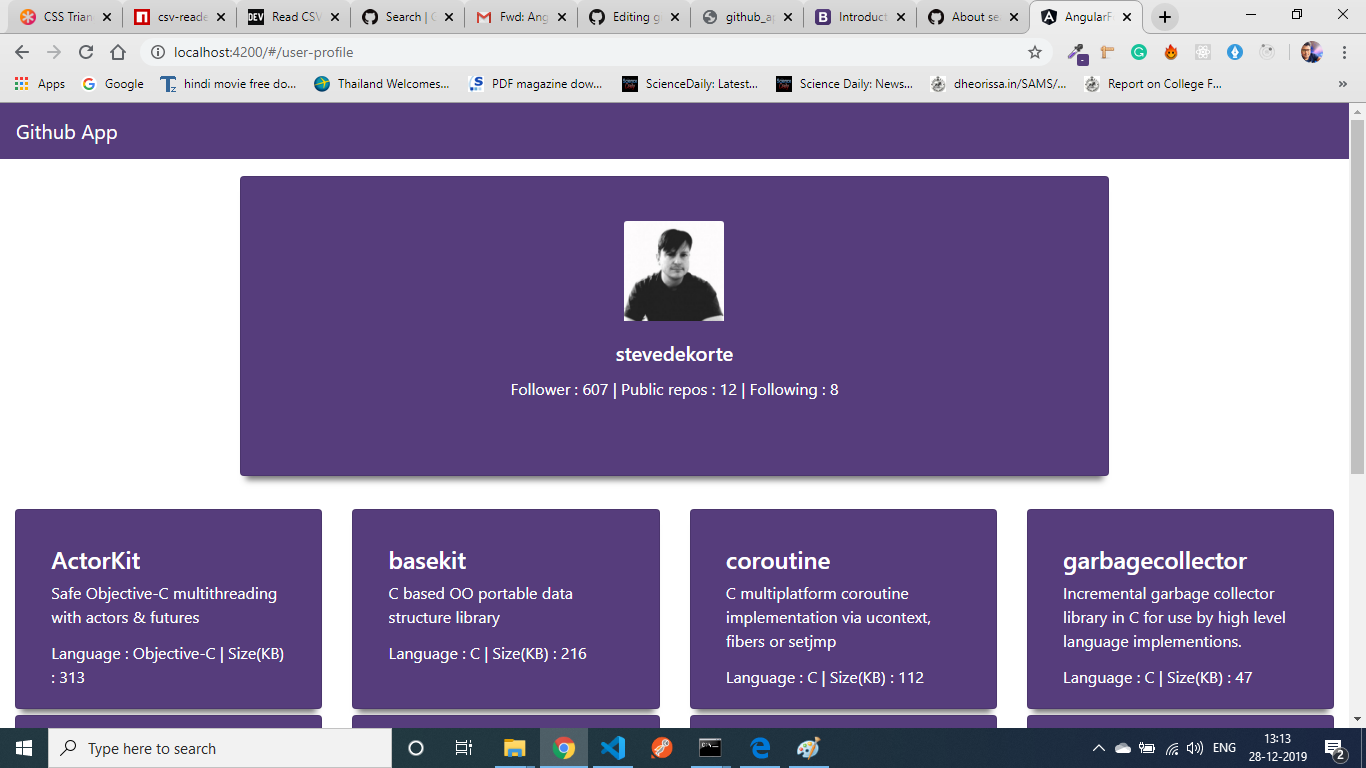 CSS Trian
csv-reade
Read CSV
Search | G
Fwd: Ang
Editing g
github_ap
Introduct
About se
AngularF
localhost:4200/#/user-profile
Apps
Google
hindi movie free do...
Thailand Welcomes...
PDF magazine dow...
ScienceDaily: Latest...
Science Daily: News...
dheorissa.in/SAMS/...
Report on College F...
»
Github App
stevedekorte
Follower : 607 | Public repos : 12 | Following : 8
ActorKit
Safe Objective-C multithreading
with actors & futures
Language : Objective-C | Size(KB)
: 313
basekit
C based OO portable data
structure library
Language : C | Size(KB) : 216
coroutine
C multiplatform coroutine
implementation via ucontext,
fibers or setjmp
Language : C | Size(KB) : 112
garbagecollector
Incremental garbage collector
library in C for use by high level
language implementions.
Language : C | Size(KB) : 47
Type here to search
ENG
13:13
28-12-2019
2